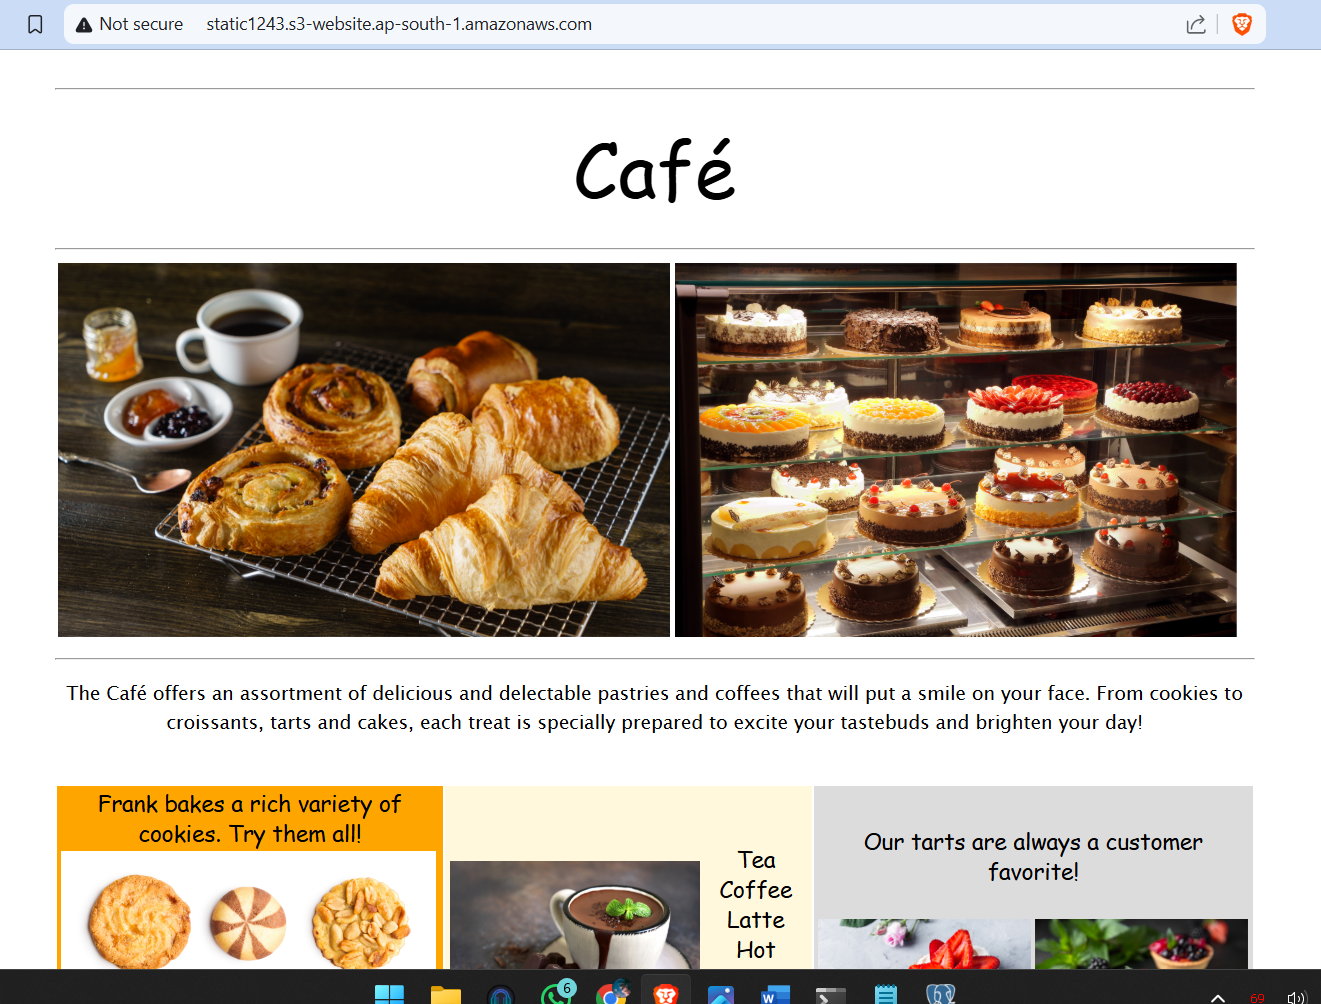 Not secure static1243.s3-website.ap-south-1.amazonaws.com
Café
The Café offers an assortment of delicious and delectable pastries and coffees that will put a smile on your face. From cookies to
croissants, tarts and cakes, each treat is specially prepared to excite your tastebuds and brighten your day!
Frank bakes a rich variety of
cookies. Try them all!
Tea
Coffee
Latte
Hot
Our tarts are always a customer
favorite!
6
W
69